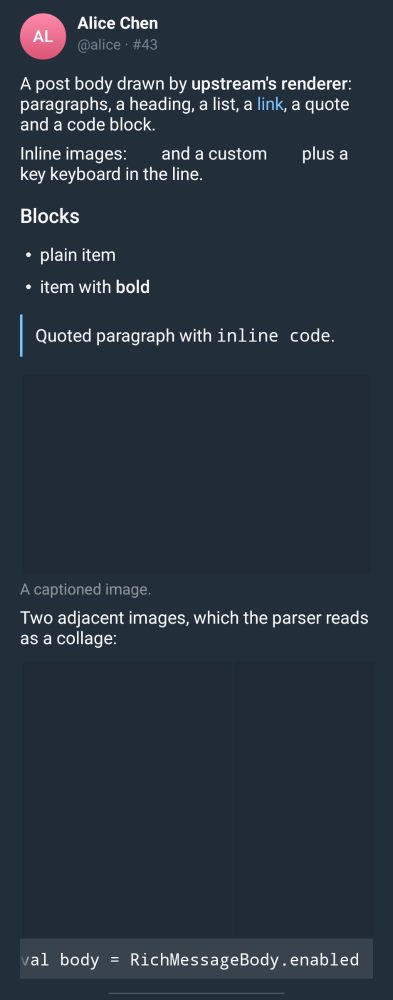 AL
Alice Chen
@alice · #43
A post body drawn by upstream's renderer:
paragraphs, a heading, a list, a link, a quote
and a code block.
Inline images: and a custom plus a
key keyboard in the line.
Blocks
• plain item
• item with bold
Quoted paragraph with inline code.
A captioned image.
Two adjacent images, which the parser reads
as a collage:
val body = RichMessageBody.enabled